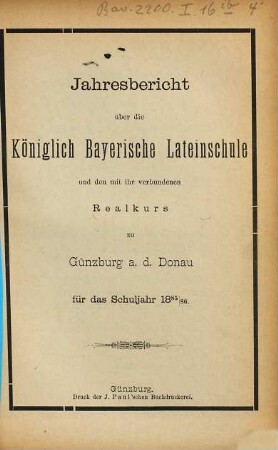 Bav. 2200. I, 16 ib 4°
Jahresbericht
über die
Königlich Bayerische Lateinschule
und den mit ihr verbundenen
Realkurs
zu
Günzburg a. d. Donau
für das Schuljahr 1885/86.
Günzburg.
Druck der J. Paul'schen Buchdruckerei.